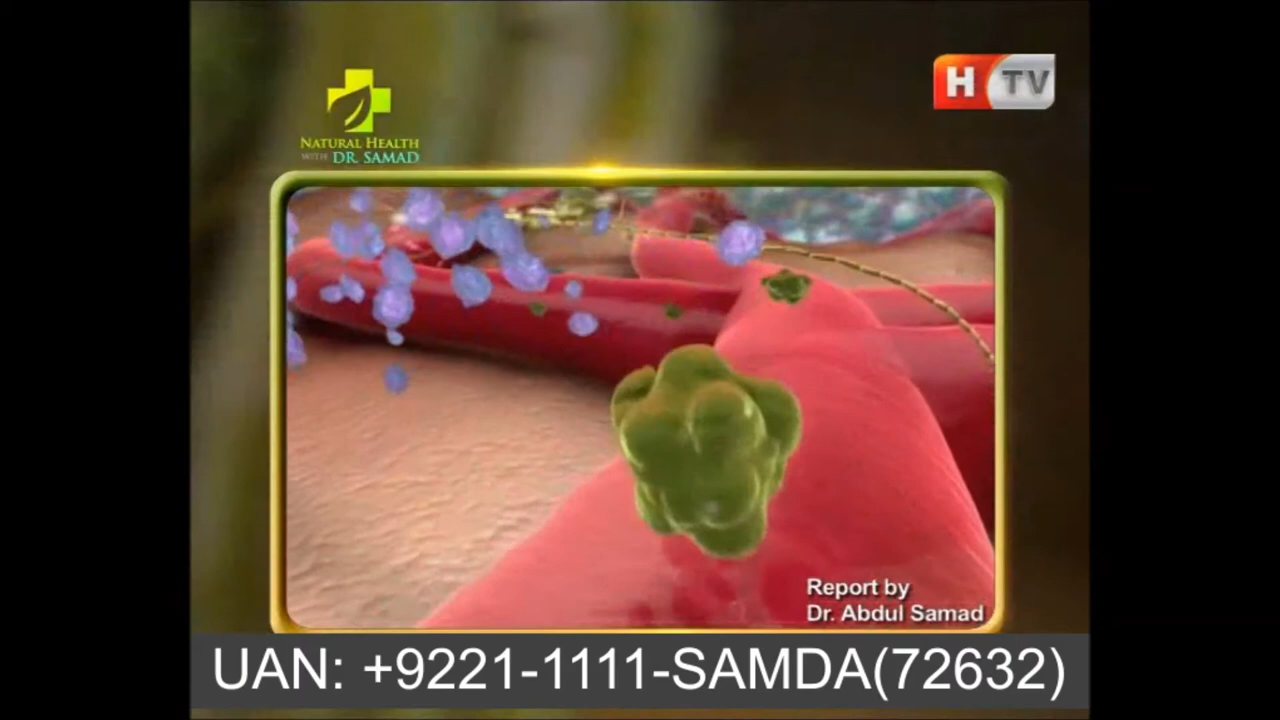 H TV
NATURAL HEALTH
WITH DR. SAMAD
Report by
Dr. Abdul Samad
UAN: +9221-1111-SAMDA(72632)